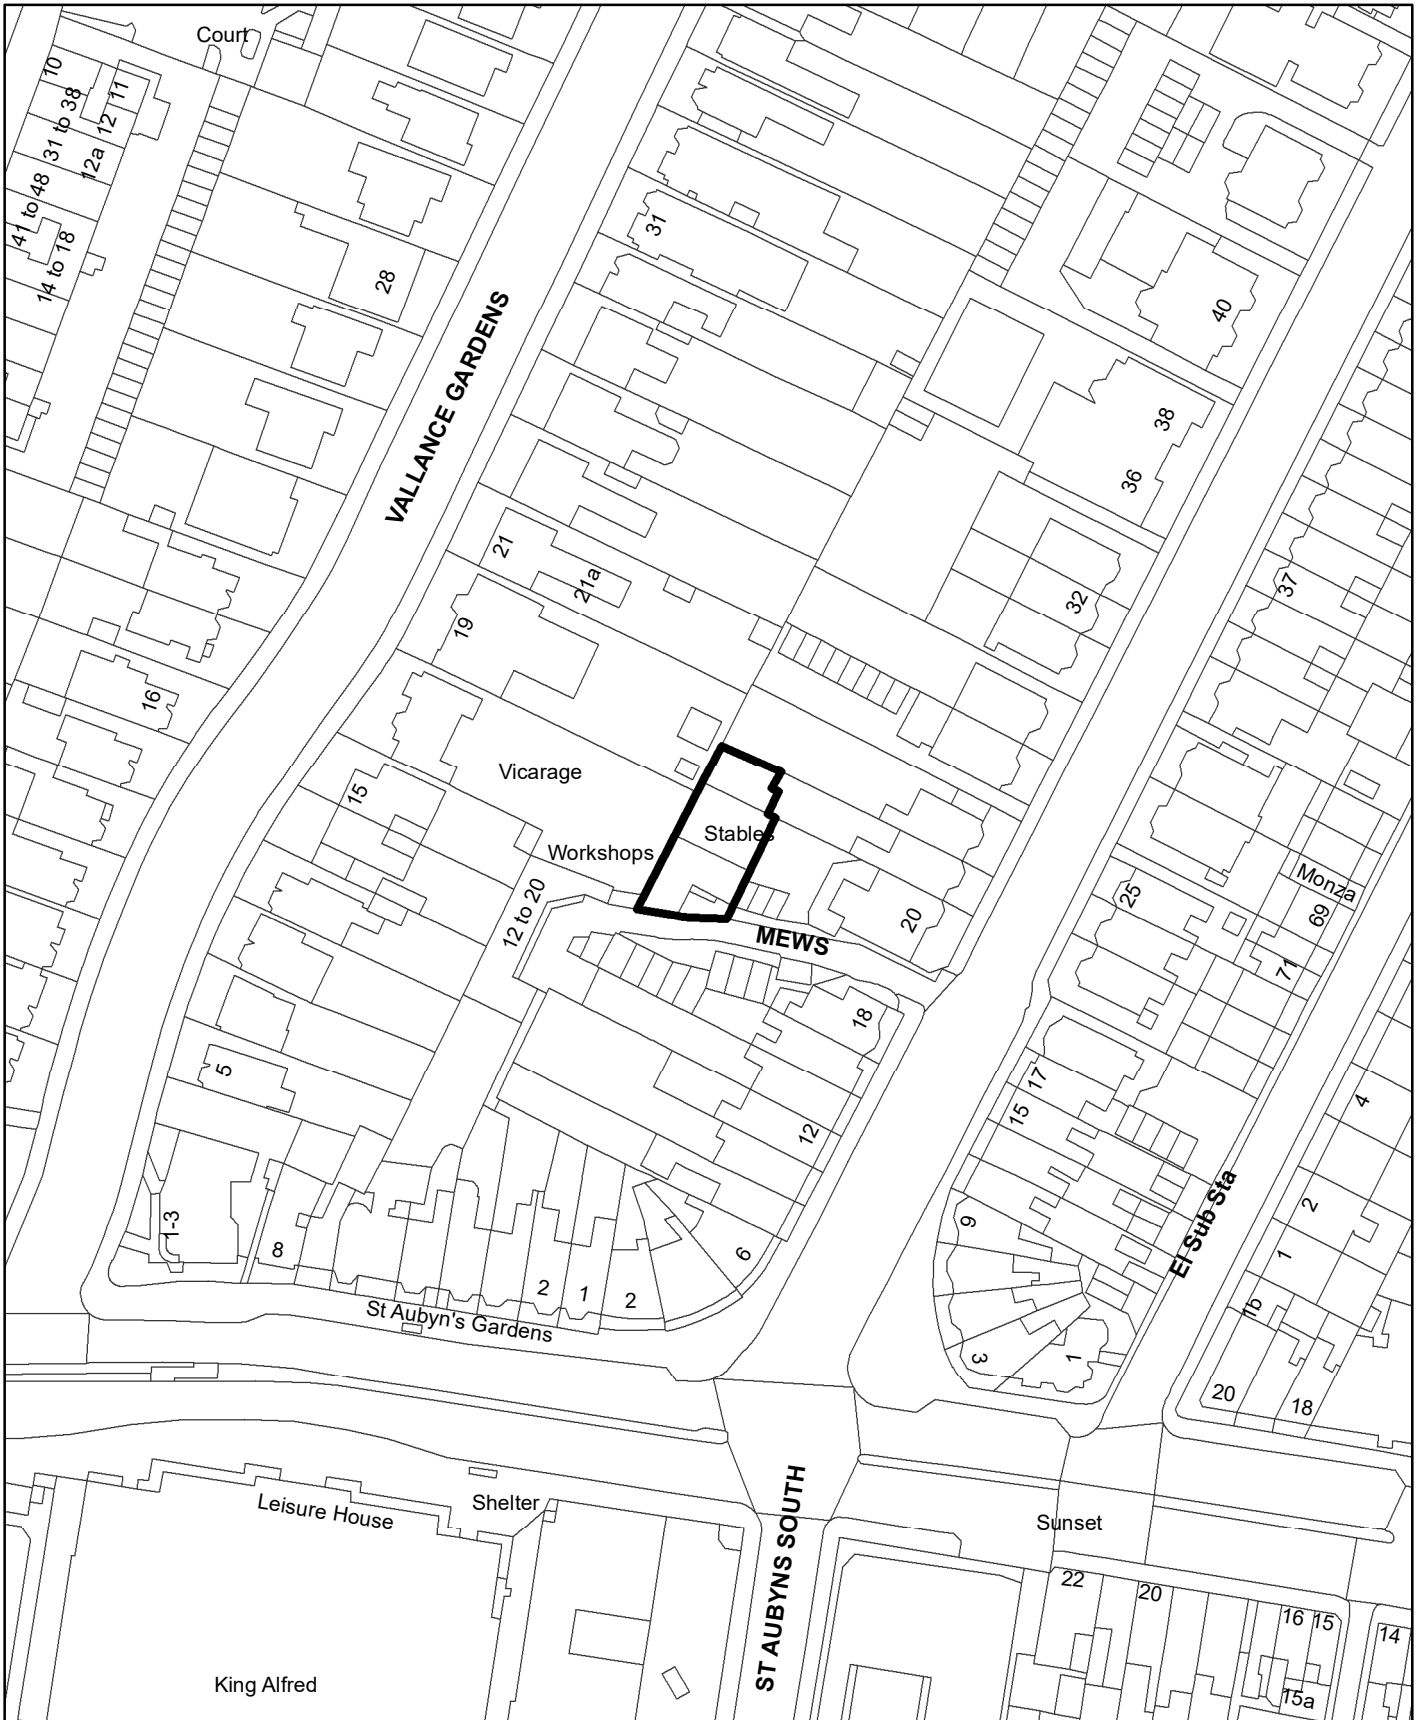 Court
10
11
31 to 38
12
12a
41 to 48
14 to 18
31
28
40
VALLANCE GARDENS
38
36
21
21a
37
32
19
16
Vicarage
15
Stables
Workshops
Monza
25
69
12 to 20
20
MEWS
71
18
17
5
15
4
12
El Sub Sta
2
1-3
9
8
6
1
2
1
2
1b
St Aubyn's Gardens
3
1
20
18
Leisure House
Shelter
ST AUBYNS SOUTH
Sunset
22
20
16
15
14
King Alfred
15a